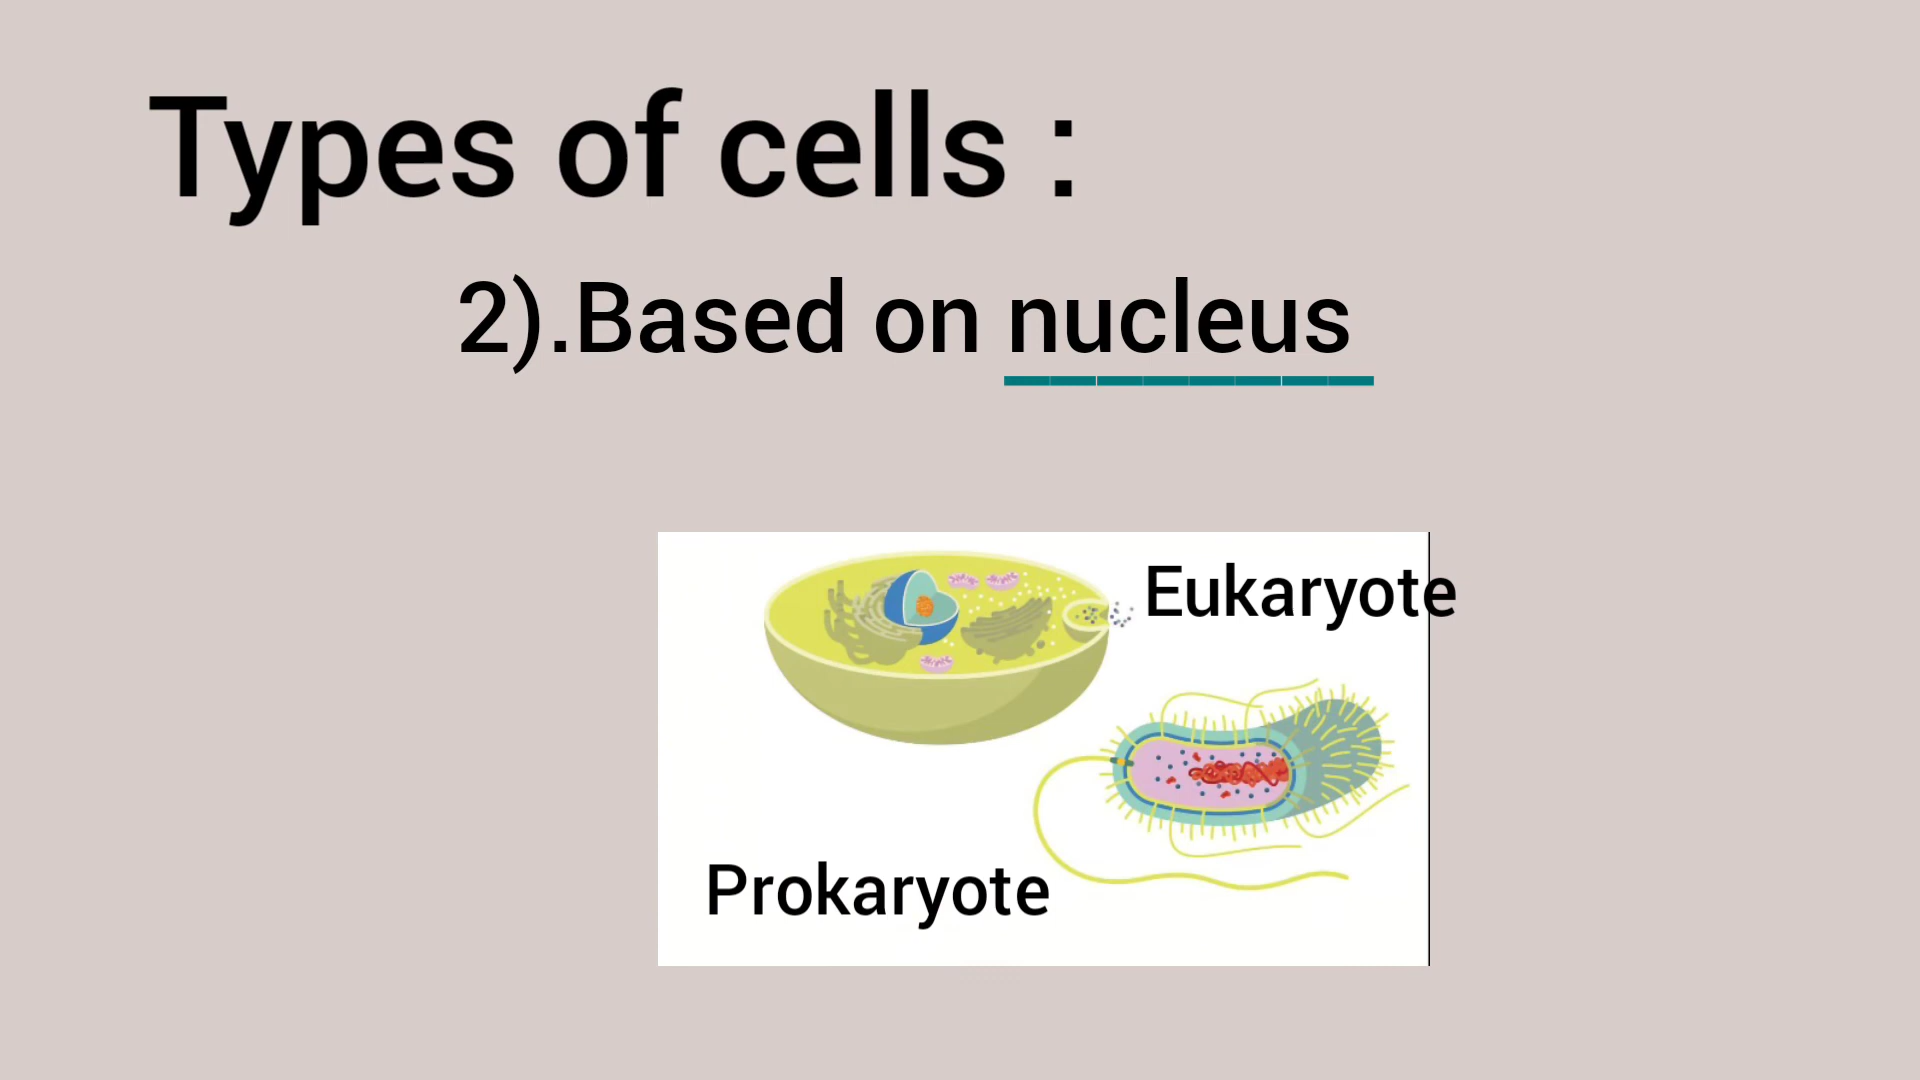 Types of cells :
2).Based on nucleus
Eukaryote
Prokaryote